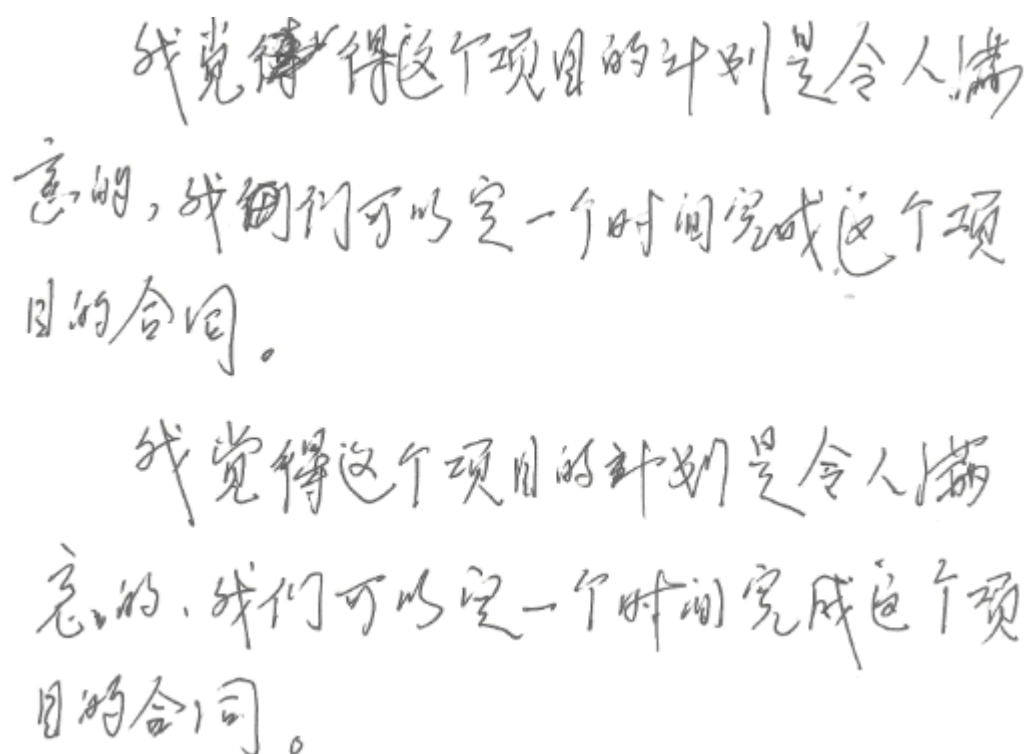 我觉得这个项目的计划是令人满
意的,我们可以定一个时间完成这个项
目的合同。
我觉得这个项目的计划是令人满
意的、我们可以定一个时间完成这个项
目的合同。